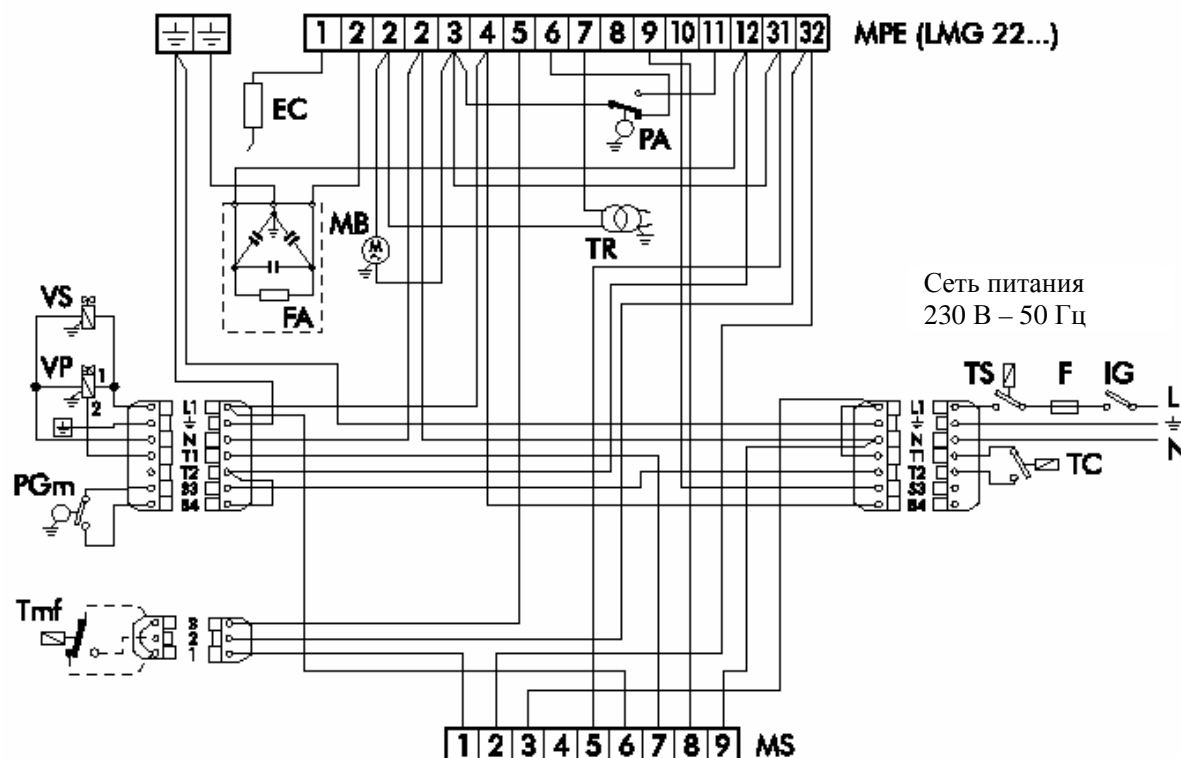 1 2 2 2 3 4 5 6 7 8 9 10 11 12 31 32 MPE (LMG 22...)
EC
PA
MB
TR
FA
Сеть питания
230 В – 50 Гц
VS
VP 1
2
TS F IG
L1 L1 L
N N N
T1 T1
T2 T2
TC
PGm
S3 S3
B4 B4
Tmf
3
2
1
1 2 3 4 5 6 7 8 9 MS